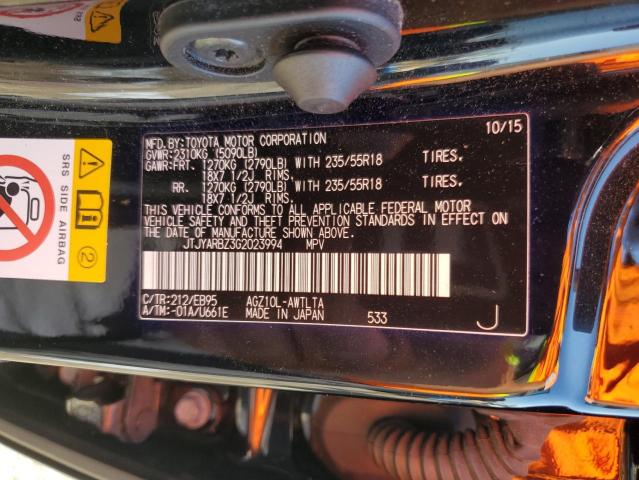 10/15
MFD.BY:TOYOTA MOTOR CORPORATION
GVWR:2310KG (5090LB)
GAWR:FRT. 1270KG (2790LB) WITH 235/55R18 TIRES.
18X7 1/2J RIMS.
RR. 1270KG (2790LB) WITH 235/55R18 TIRES.
18X7 1/2J RIMS.
THIS VEHICLE CONFORMS TO ALL APPLICABLE FEDERAL MOTOR
VEHICLE SAFETY AND THEFT PREVENTION STANDARDS IN EFFECT ON
THE DATE OF MANUFACTURE SHOWN ABOVE.
JTJYARBZ3G2023994 MPV
C/TR:212/EB95 AGZ10L-AWTLTA
A/TM:-01A/U661E MADE IN JAPAN 533 J
SRS SIDE AIRBAG
2